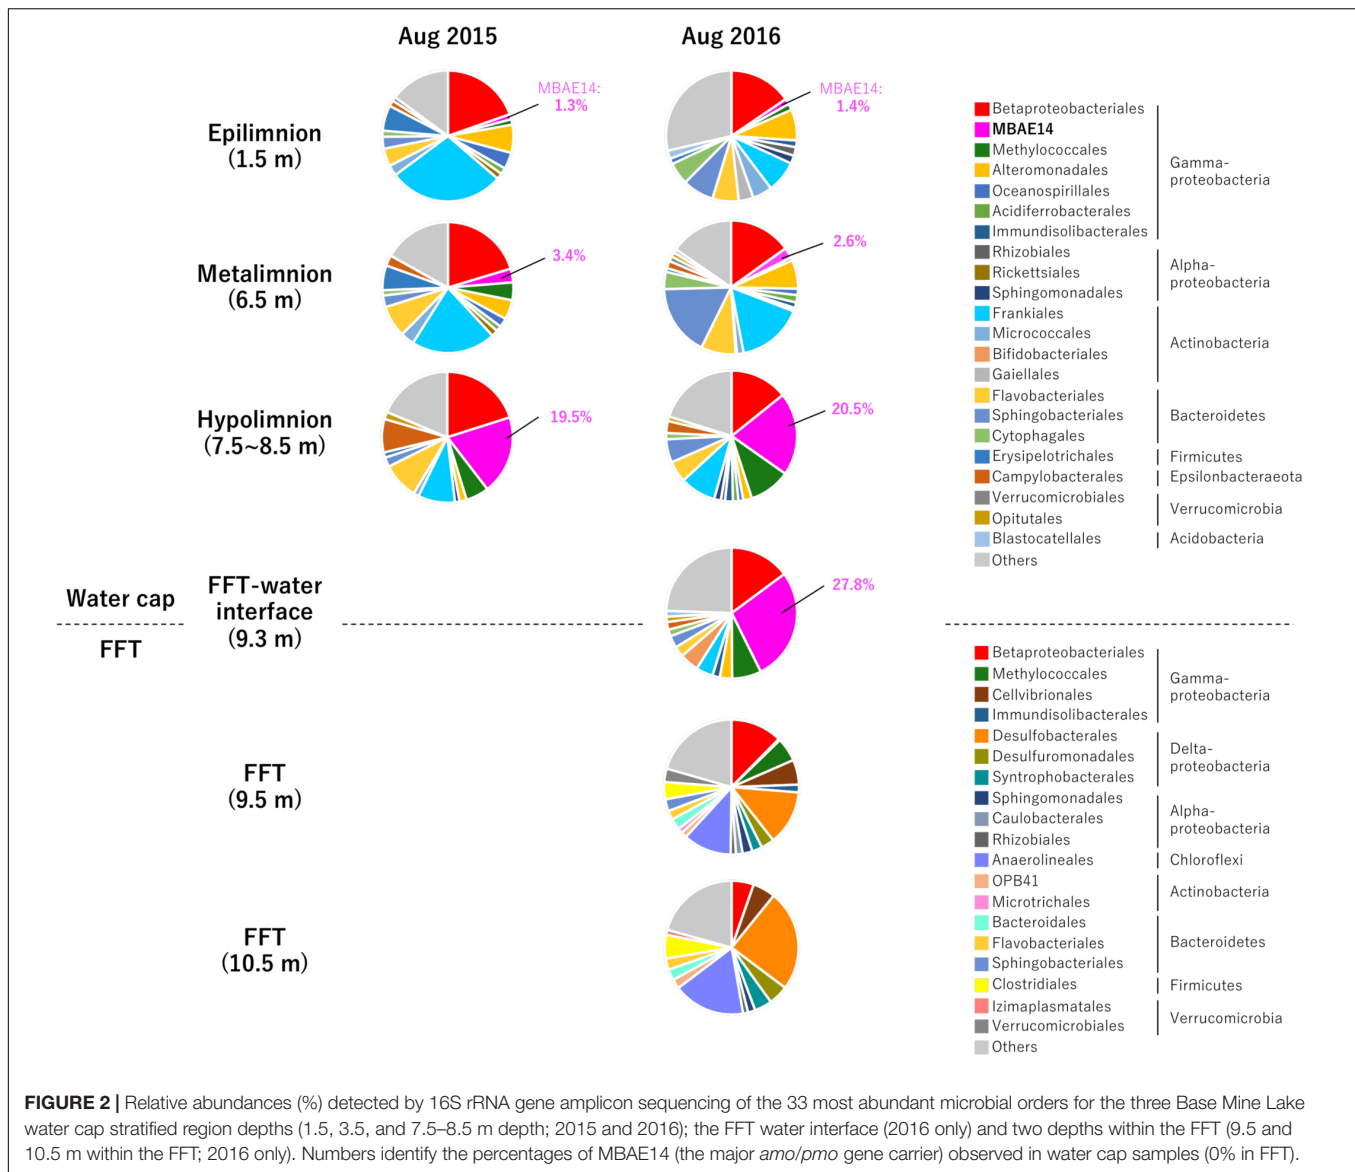 Aug 2015
Aug 2016
Epilimnion
(1.5 m)
MBAE14:
1.3%
MBAE14:
1.4%
Metalimnion
(6.5 m)
3.4%
2.6%
Hypolimnion
(7.5~8.5 m)
19.5%
20.5%
Water cap
FFT
FFT-water
interface
(9.3 m)
27.8%
FFT
(9.5 m)
FFT
(10.5 m)
Betaproteobacteriales
MBAE14
Methylococcales
Alteromonadales
Oceanospirillales
Acidiferrobacterales
Immundisolibacterales
Rhizobiales
Rickettsiales
Sphingomonadales
Frankiales
Micrococcales
Bifidobacteriales
Gaiellales
Flavobacteriales
Sphingobacteriales
Cytophagales
Erysipelotrichales
Campylobacterales
Verrucomicrobiales
Opitutales
Blastocatellales
Others
Gamma-
proteobacteria
Alpha-
proteobacteria
Actinobacteria
Bacteroidetes
Firmicutes
Epsilonbacteraeota
Verrucomicrobia
Acidobacteria
Betaproteobacteriales
Methylococcales
Cellvibrionales
Immundisolibacterales
Desulfobacterales
Desulfuromonadales
Syntrophobacterales
Sphingomonadales
Caulobacterales
Rhizobiales
Anaerolineales
OPB41
Microtrichales
Bacteroidales
Flavobacteriales
Sphingobacteriales
Clostridiales
Izimaplasmatales
Verrucomicrobiales
Others
Gamma-
proteobacteria
Delta-
proteobacteria
Alpha-
proteobacteria
Chloroflexi
Actinobacteria
Bacteroidetes
Firmicutes
Verrucomicrobia
FIGURE 2 | Relative abundances (%) detected by 16S rRNA gene amplicon sequencing of the 33 most abundant microbial orders for the three Base Mine Lake
water cap stratified region depths (1.5, 3.5, and 7.5–8.5 m depth; 2015 and 2016); the FFT water interface (2016 only) and two depths within the FFT (9.5 and
10.5 m within the FFT; 2016 only). Numbers identify the percentages of MBAE14 (the major amo/pmo gene carrier) observed in water cap samples (0% in FFT).